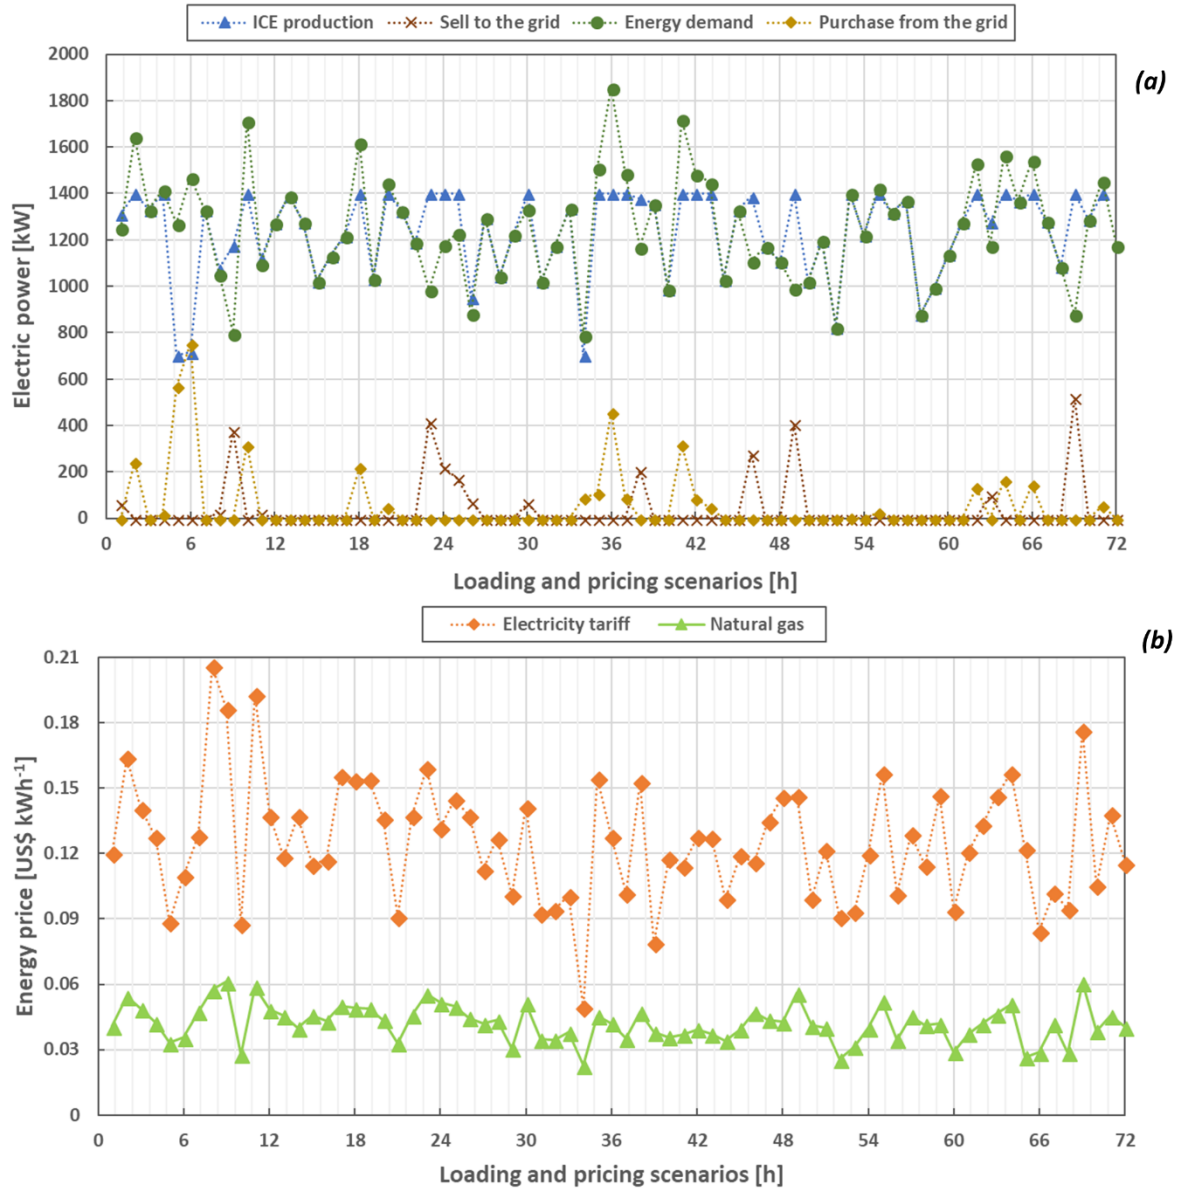 ICE production Sell to the grid Energy demand Purchase from the grid
(a)
Electric power [kW]
2000
1800
1600
1400
1200
1000
800
600
400
200
0
0 6 12 18 24 30 36 42 48 54 60 66 72
Loading and pricing scenarios [h]
Electricity tariff Natural gas
(b)
Energy price [US$ kWh⁻¹]
0.21
0.18
0.15
0.12
0.09
0.06
0.03
0
0 6 12 18 24 30 36 42 48 54 60 66 72
Loading and pricing scenarios [h]